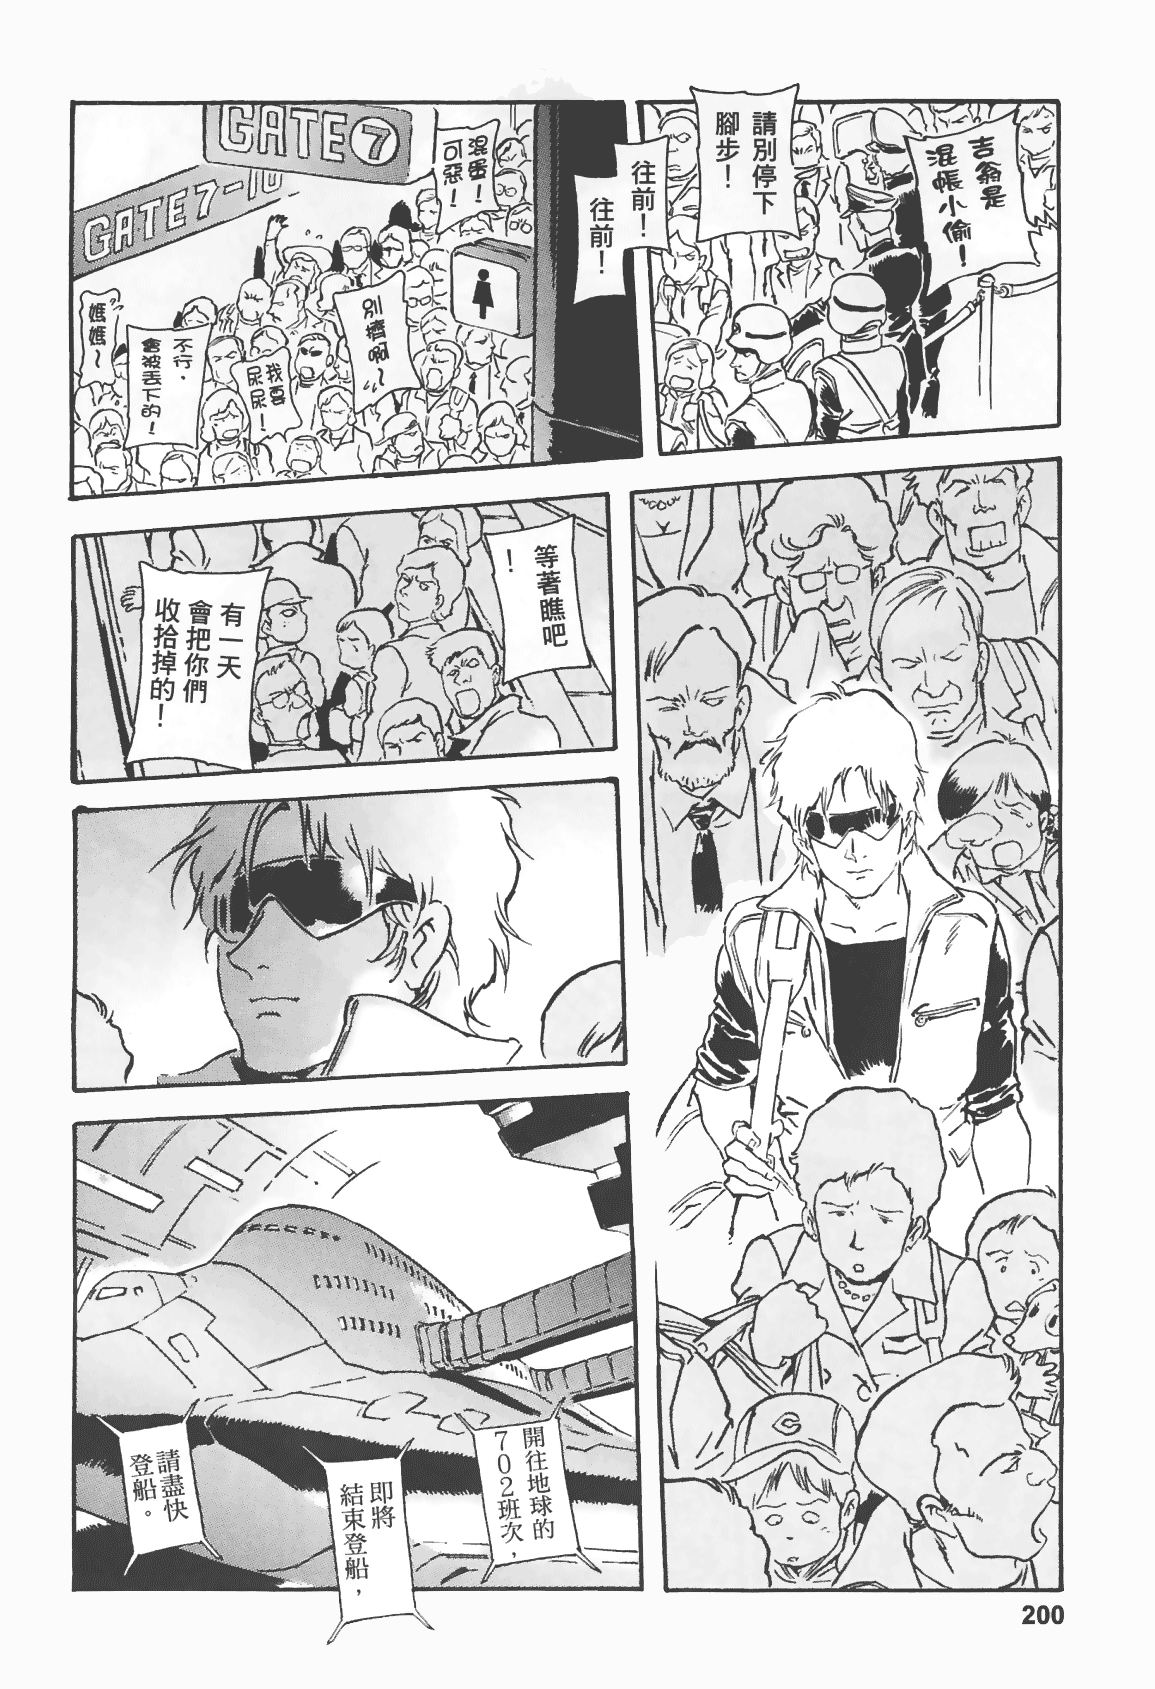 請別停下
腳步！
吉翁是
混帳小偷！
往前！
往前！
GATE 7
GATE 7-10
混蛋！
可惡！
別擠啊～
我要
尿尿！
不行，
會被丟下的！
媽媽～
等著瞧吧
！
有一天
會把你們
收拾掉的！
開往地球的
702班次，
即將
結束登船，
請盡快
登船。
C
200